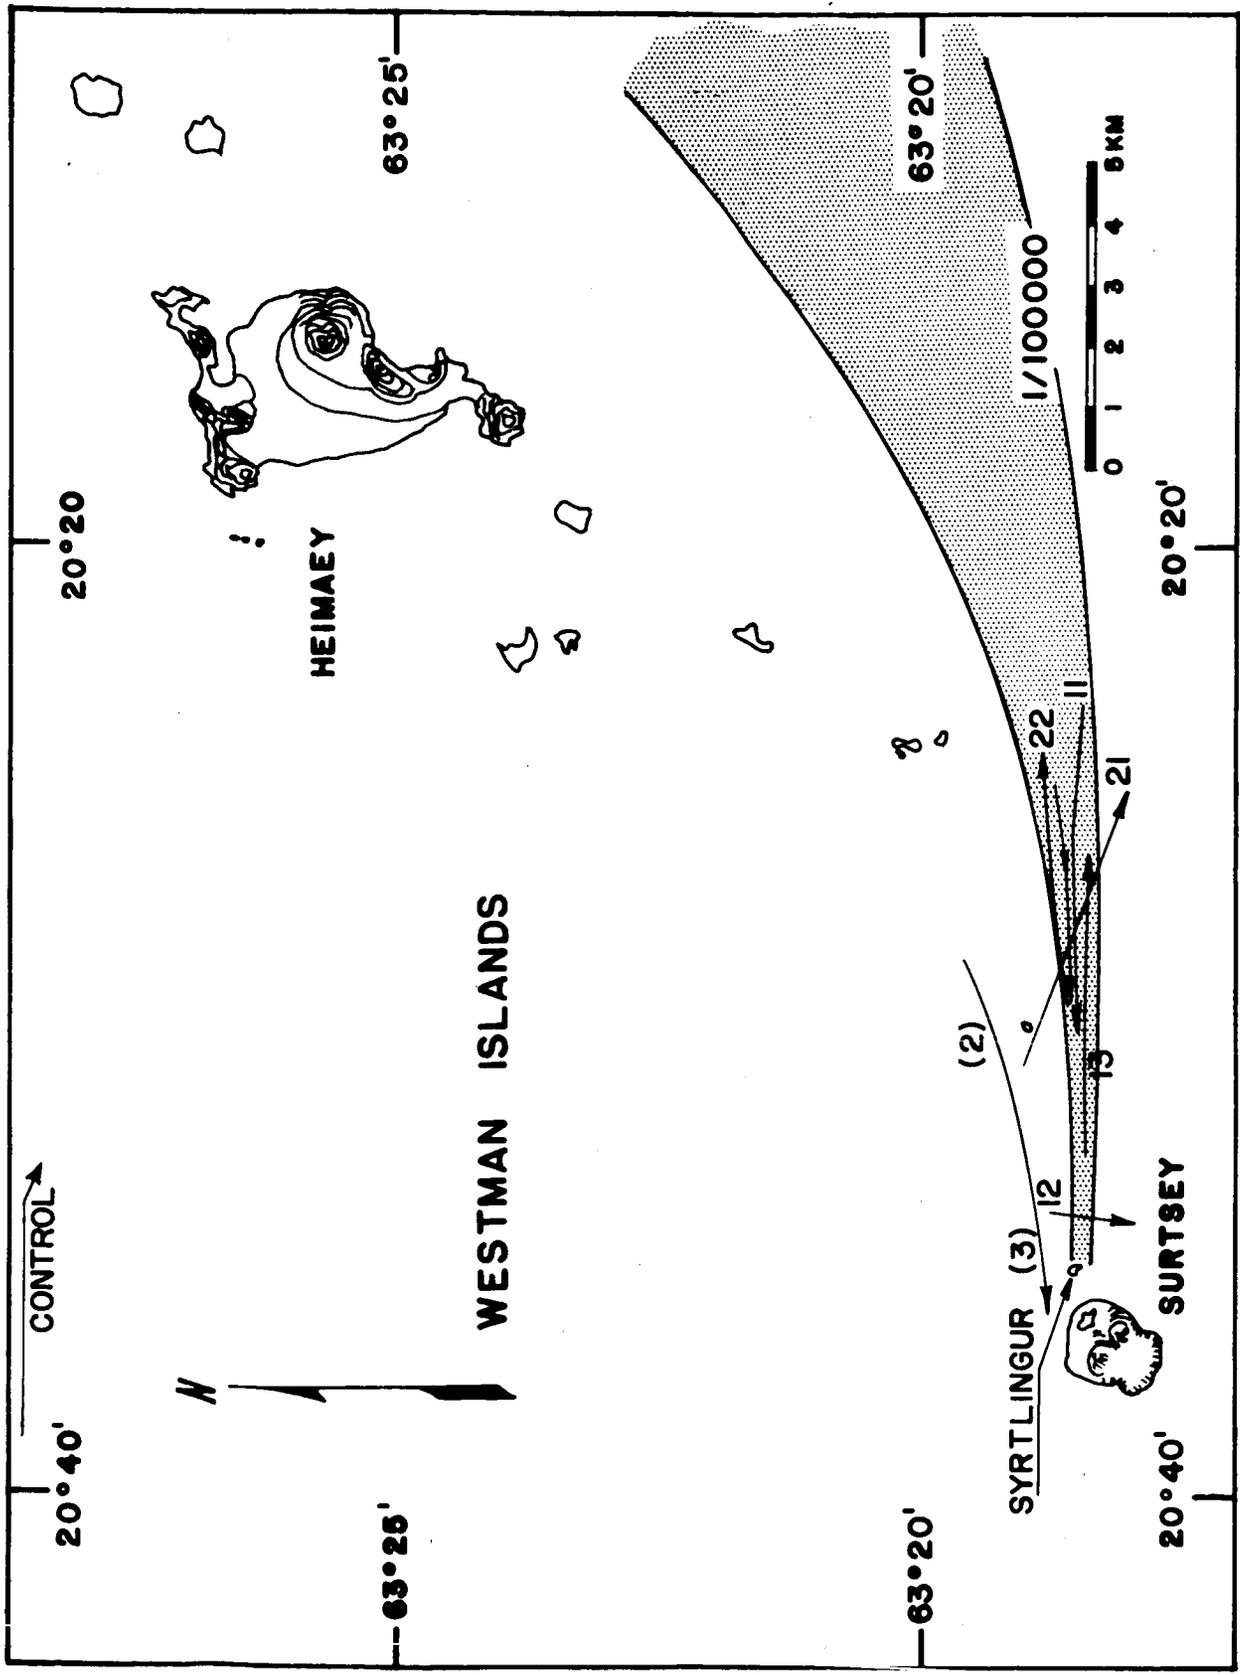 CONTROL
20°40'
20°20
N
HEIMAEY
63°25'
63°25'
WESTMAN ISLANDS
63°20'
63°20'
(2)
(3)
SYRTLINGUR
12
13
22
11
21
1/100000
0 1 2 3 4 5 KM
SURTSEY
20°40'
20°20'